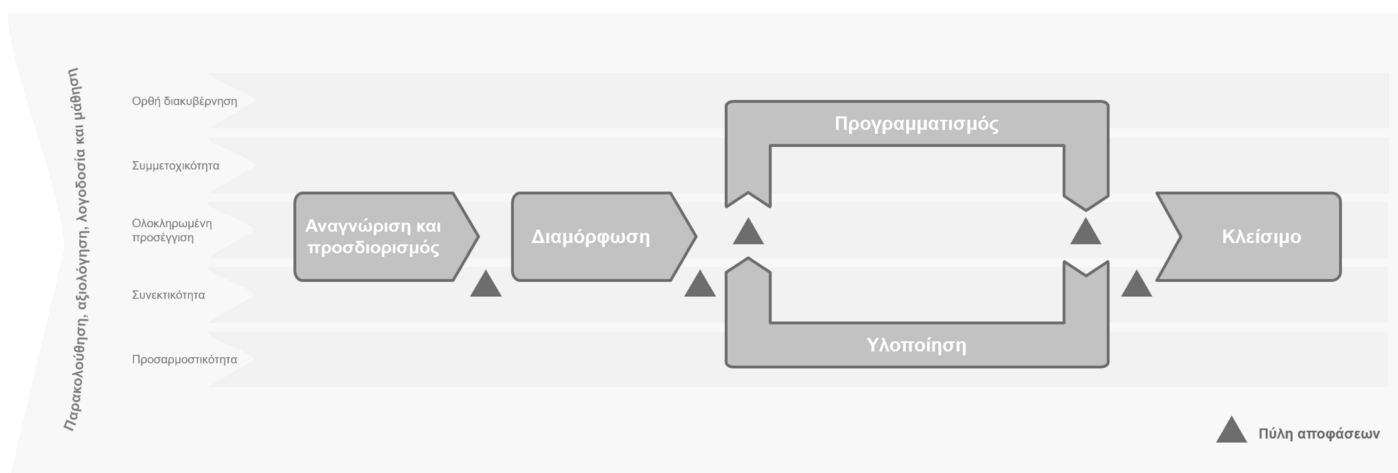 Παρακολούθηση, αξιολόγηση, λογοδοσία και μάθηση
Ορθή διακυβέρνηση
Συμμετοχικότητα
Ολοκληρωμένη
προσέγγιση
Συνεκτικότητα
Προσαρμοστικότητα
Αναγνώριση και
προσδιορισμός
Διαμόρφωση
Προγραμματισμός
Υλοποίηση
Κλείσιμο
Πύλη αποφάσεων